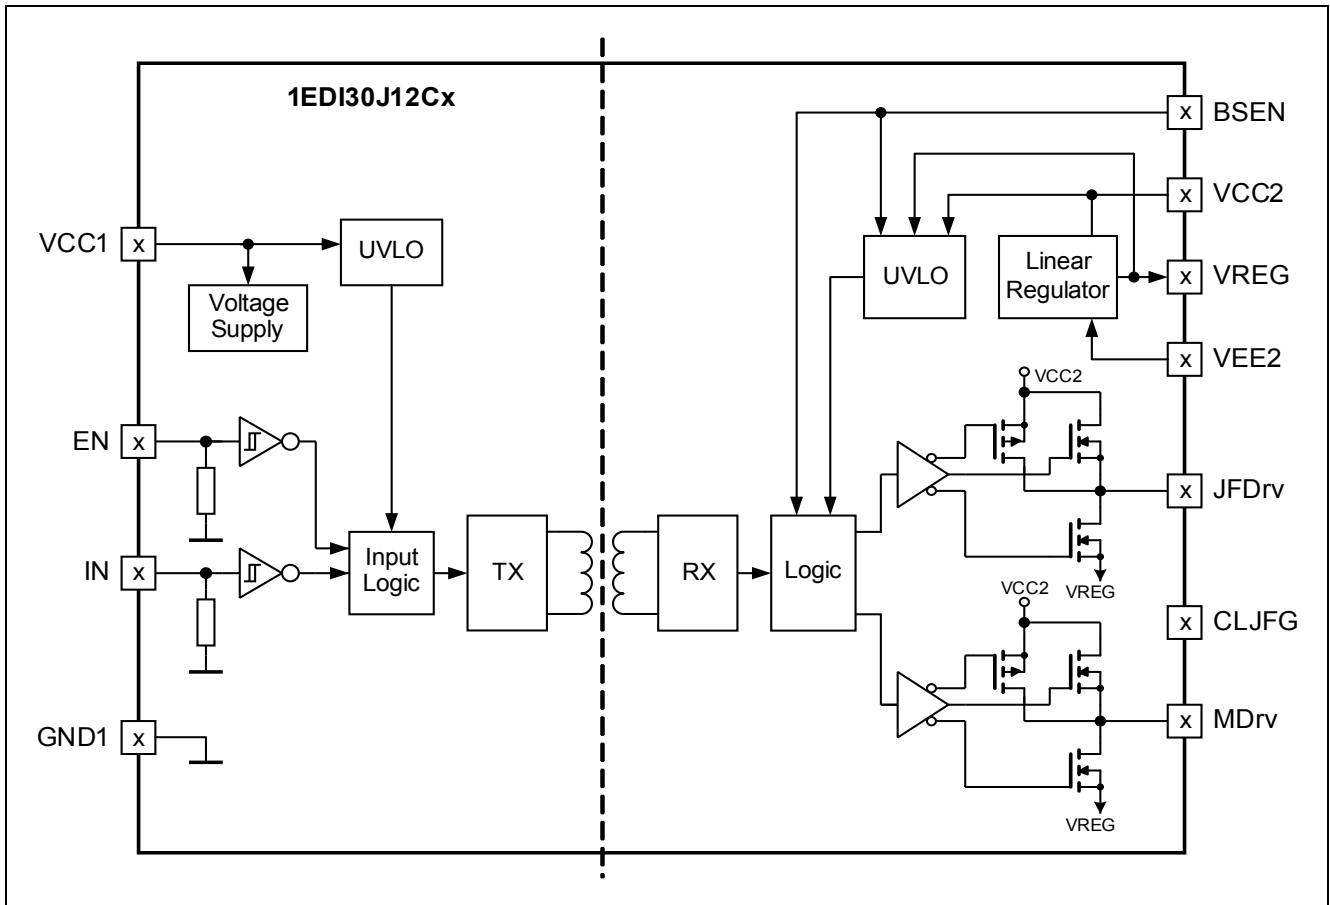 1EDI30J12Cx
x BSEN
x VCC2
VCC1 x
UVLO
UVLO
Linear
Regulator
x VREG
Voltage
Supply
x VEE2
VCC2
EN x
x JFDrv
IN x
Input
Logic
TX
RX
Logic
VREG
VCC2
x CLJFG
GND1 x
x MDrv
VREG